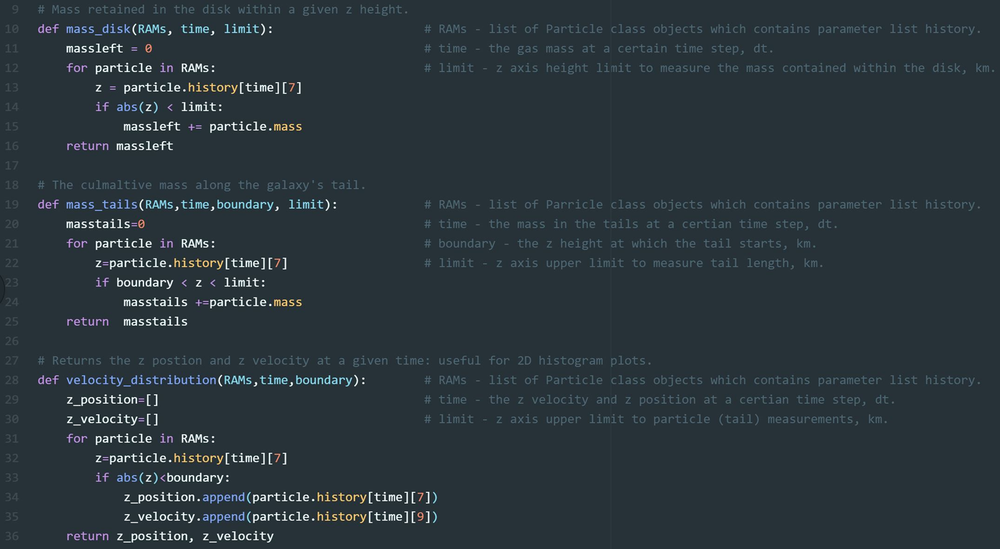 9 # Mass retained in the disk within a given z height.
10 def mass_disk(RAMs, time, limit): # RAMs - list of Particle class objects which contains parameter list history.
11 massleft = 0 # time - the gas mass at a certain time step, dt.
12 for particle in RAMs: # limit - z axis height limit to measure the mass contained within the disk, km.
13 z = particle.history[time][7]
14 if abs(z) < limit:
15 massleft += particle.mass
16 return massleft
17
18 # The culmaltive mass along the galaxy's tail.
19 def mass_tails(RAMs,time,boundary, limit): # RAMs - list of Parricle class objects which contains parameter list history.
20 masstails=0 # time - the mass in the tails at a certian time step, dt.
21 for particle in RAMs: # boundary - the z height at which the tail starts, km.
22 z=particle.history[time][7] # limit - z axis upper limit to measure tail length, km.
23 if boundary < z < limit:
24 masstails +=particle.mass
25 return  masstails
26
27 # Returns the z postion and z velocity at a given time: useful for 2D histogram plots.
28 def velocity_distribution(RAMs,time,boundary): # RAMs - list of Particle class objects which contains parameter list history.
29 z_position=[] # time - the z velocity and z position at a certian time step, dt.
30 z_velocity=[] # limit - z axis upper limit to particle (tail) measurements, km.
31 for particle in RAMs:
32 z=particle.history[time][7]
33 if abs(z)<boundary:
34 z_position.append(particle.history[time][7])
35 z_velocity.append(particle.history[time][9])
36 return z_position, z_velocity